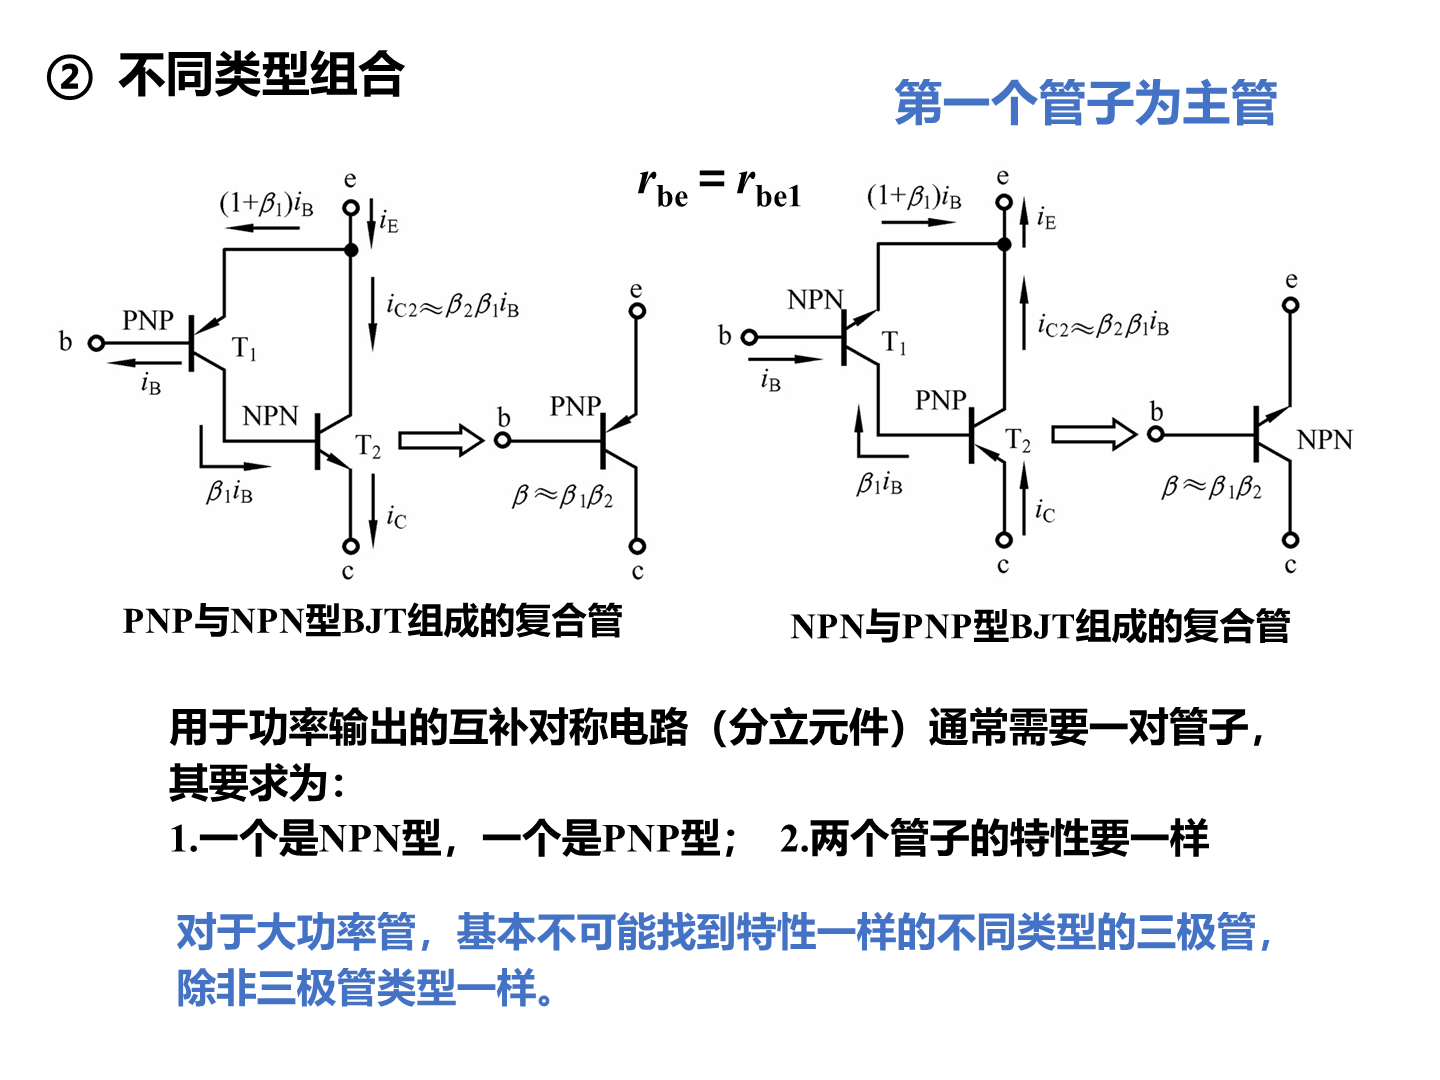 ② 不同类型组合
第一个管子为主管
rbe = rbe1
e
(1+β1)iB
iE
iC2≈β2β1iB
PNP
b
T1
iB
NPN
T2
β1iB
iC
c
e
PNP
b
β≈β1β2
c
e
(1+β1)iB
iE
NPN
iC2≈β2β1iB
b
T1
iB
PNP
T2
β1iB
iC
c
e
b
NPN
β≈β1β2
c
PNP与NPN型BJT组成的复合管
NPN与PNP型BJT组成的复合管
用于功率输出的互补对称电路（分立元件）通常需要一对管子，
其要求为：
1.一个是NPN型，一个是PNP型； 2.两个管子的特性要一样
对于大功率管，基本不可能找到特性一样的不同类型的三极管，
除非三极管类型一样。